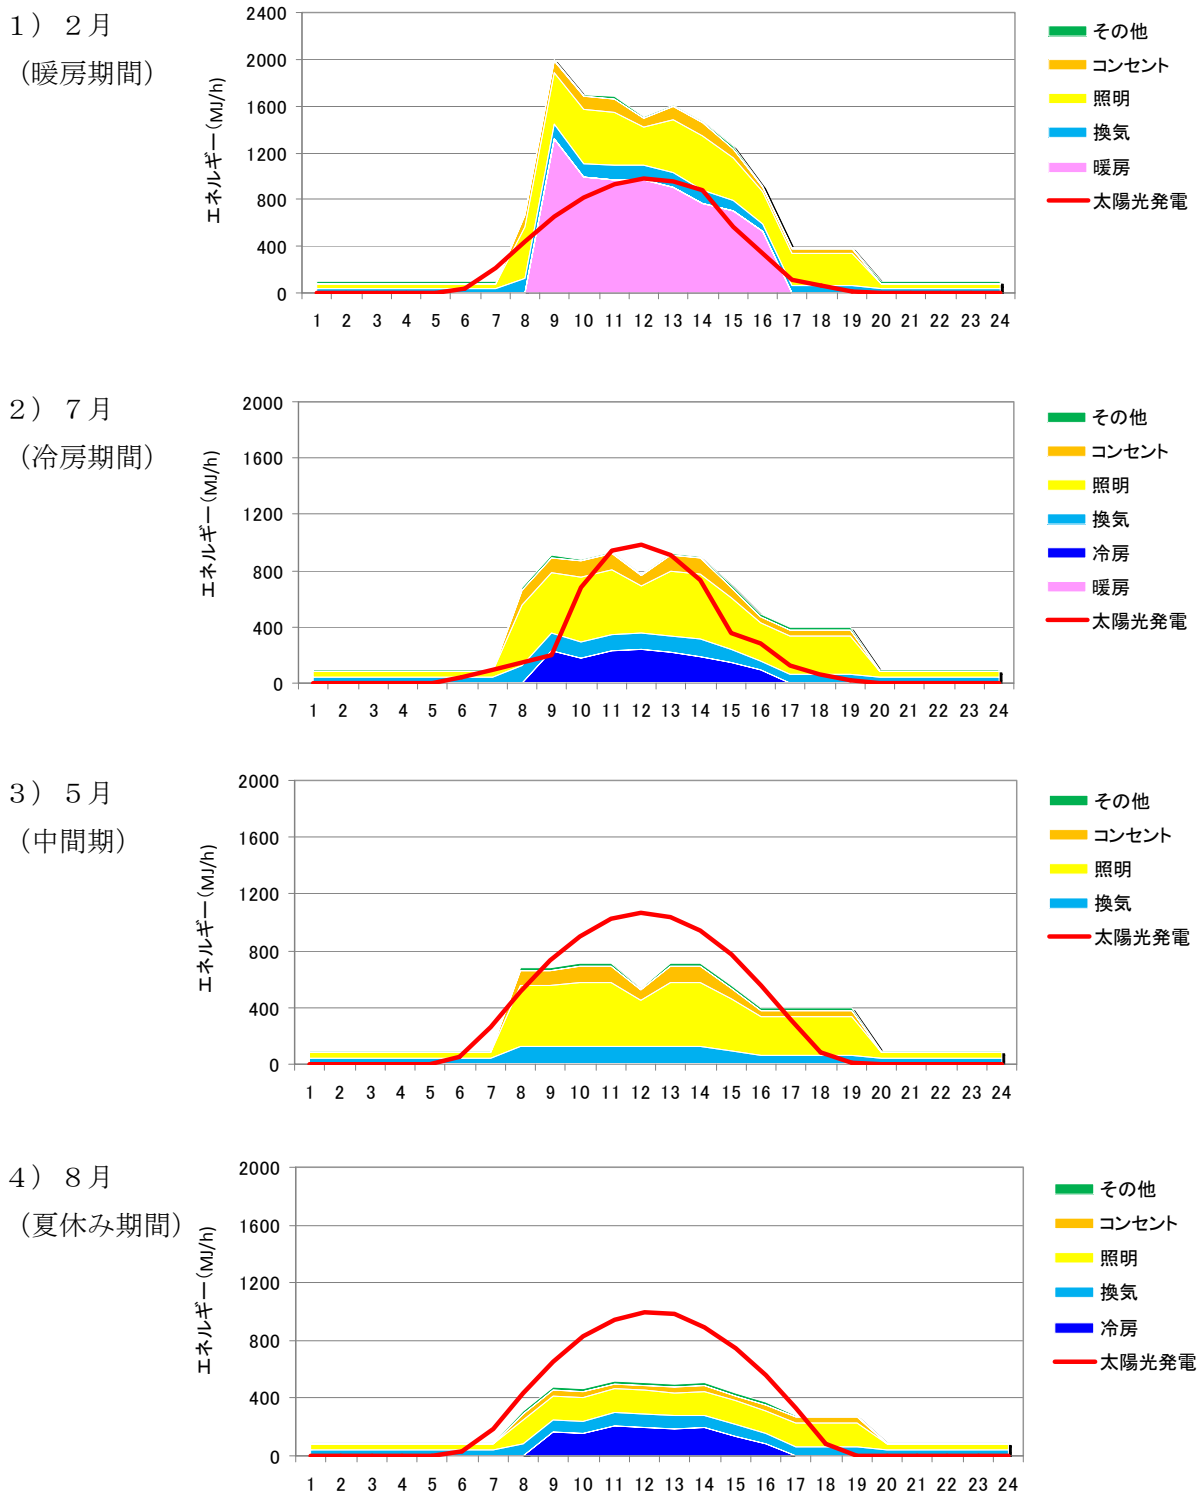 １）２月
（暖房期間）
エネルギー（MJ/h）
2400
2000
1600
1200
800
400
0
1 2 3 4 5 6 7 8 9 10 11 12 13 14 15 16 17 18 19 20 21 22 23 24
その他
コンセント
照明
換気
暖房
太陽光発電
２）７月
（冷房期間）
エネルギー（MJ/h）
2000
1600
1200
800
400
0
1 2 3 4 5 6 7 8 9 10 11 12 13 14 15 16 17 18 19 20 21 22 23 24
その他
コンセント
照明
換気
冷房
暖房
太陽光発電
３）５月
（中間期）
エネルギー（MJ/h）
2000
1600
1200
800
400
0
1 2 3 4 5 6 7 8 9 10 11 12 13 14 15 16 17 18 19 20 21 22 23 24
その他
コンセント
照明
換気
太陽光発電
４）８月
（夏休み期間）
エネルギー（MJ/h）
2000
1600
1200
800
400
0
1 2 3 4 5 6 7 8 9 10 11 12 13 14 15 16 17 18 19 20 21 22 23 24
その他
コンセント
照明
換気
冷房
太陽光発電